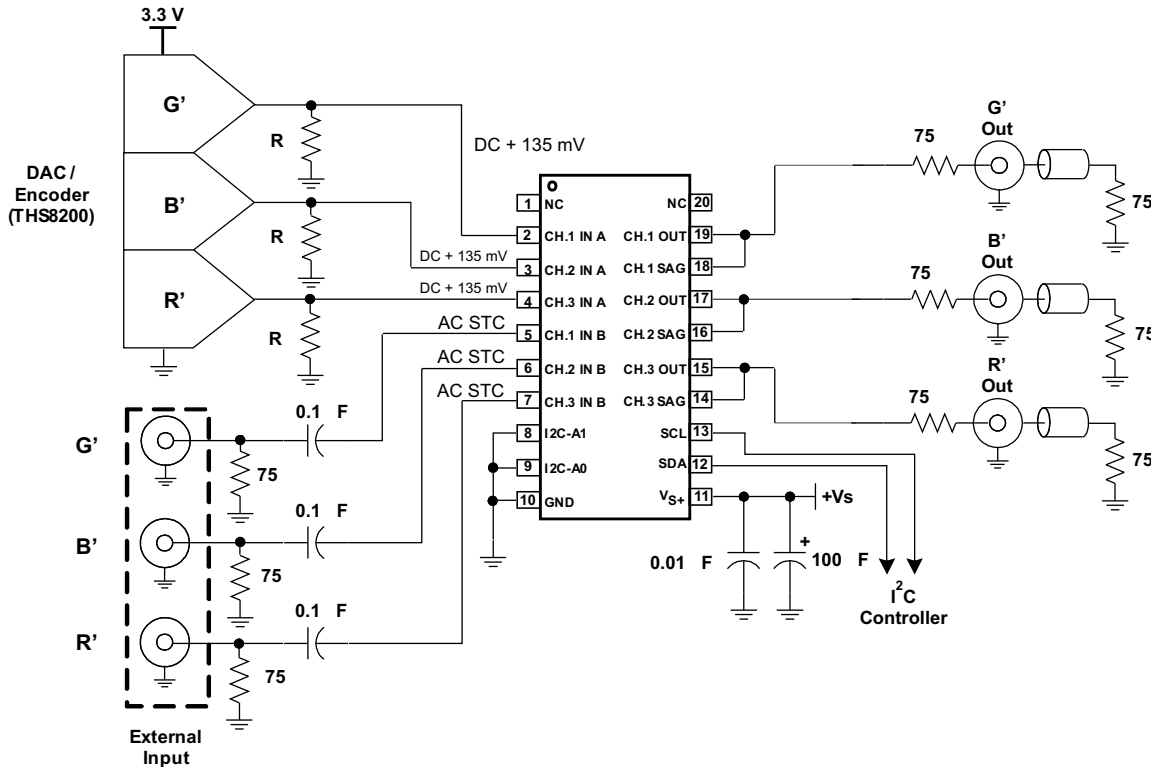 3.3 V
DAC /
Encoder
(THS8200)
G'
B'
R'
R
R
R
DC + 135 mV
DC + 135 mV
DC + 135 mV
AC STC
AC STC
AC STC
External
Input
G'
B'
R'
75
75
75
0.1 F
0.1 F
0.1 F
1 NC
2 CH.1 IN A
3 CH.2 IN A
4 CH.3 IN A
5 CH.1 IN B
6 CH.2 IN B
7 CH.3 IN B
8 I2C-A1
9 I2C-A0
10 GND
NC 20
CH.1 OUT 19
CH.1 SAG 18
CH.2 OUT 17
CH.2 SAG 16
CH.3 OUT 15
CH.3 SAG 14
SCL 13
SDA 12
VS+ 11
+Vs
0.01 F
+
100 F
I2C
Controller
75
G'
Out
75
75
B'
Out
75
75
R'
Out
75